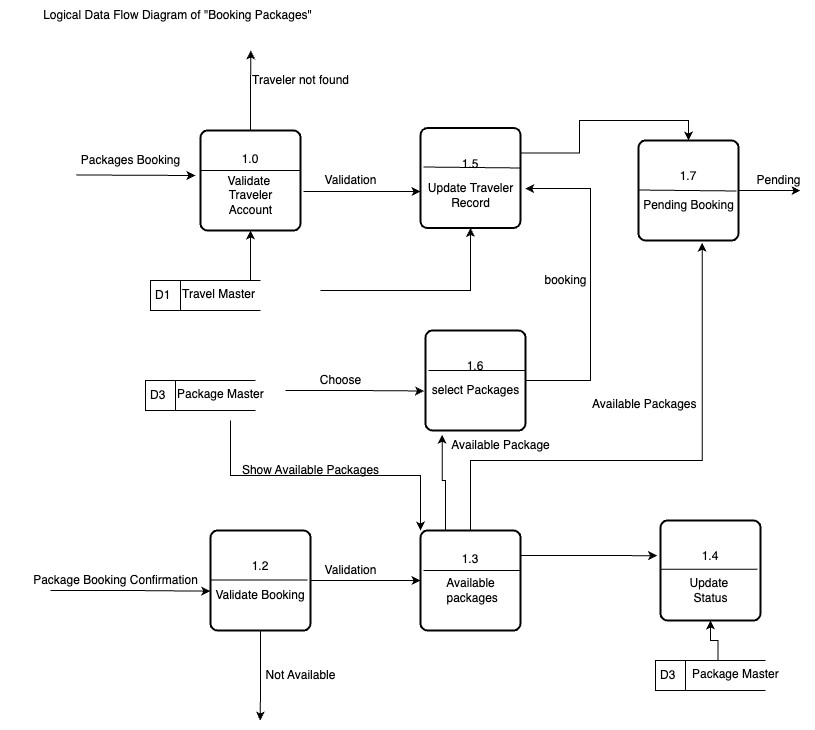 Logical Data Flow Diagram of "Booking Packages"
Traveler not found
Packages Booking
1.0
Validate
Traveler
Account
Validation
1.5
Update Traveler
Record
1.7
Pending Booking
Pending
D1
Travel Master
booking
1.6
select Packages
D3
Package Master
Choose
Available Packages
Available Package
Show Available Packages
Package Booking Confirmation
1.2
Validate Booking
Validation
1.3
Available
packages
1.4
Update
Status
Not Available
D3
Package Master